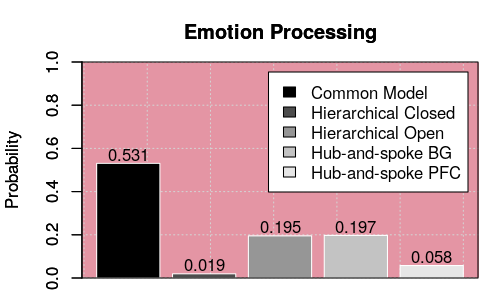 Emotion Processing
Probability
1.0
0.8
0.6
0.4
0.2
0.0
Common Model
Hierarchical Closed
Hierarchical Open
Hub-and-spoke BG
Hub-and-spoke PFC
0.531
0.019
0.195
0.197
0.058